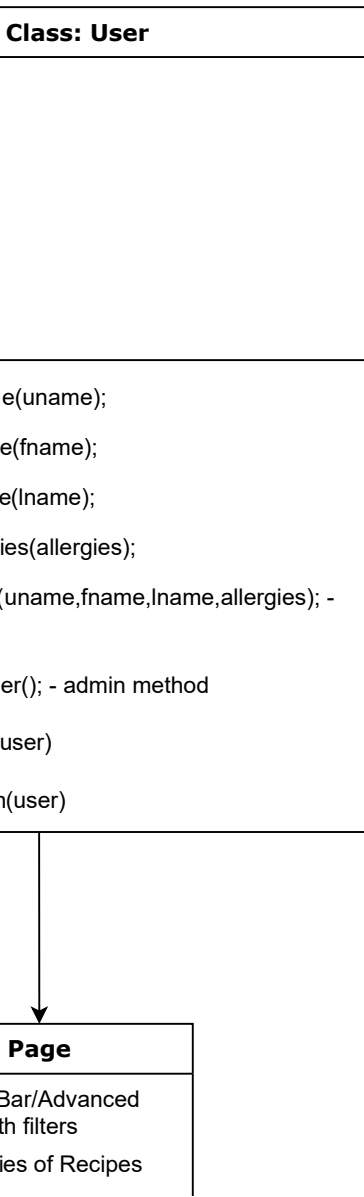 Class: User
e(uname);
e(fname);
e(lname);
ies(allergies);
(uname,fname,lname,allergies); -
er(); - admin method
user)
n(user)
Page
Bar/Advanced
th filters
ies of Recipes